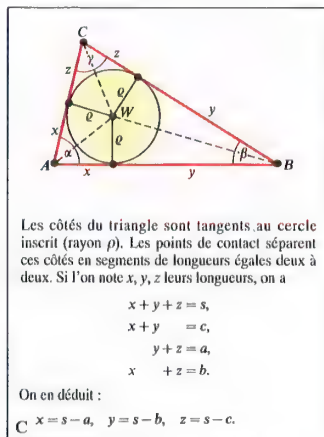 C
z
γ
z
ϱ
ϱ
W
y
x
ϱ
A
α
β
B
x
y
Les côtés du triangle sont tangents au cercle
inscrit (rayon ρ). Les points de contact séparent
ces côtés en segments de longueurs égales deux à
deux. Si l'on note x, y, z leurs longueurs, on a
x + y + z = s,
x + y = c,
y + z = a,
x + z = b.
On en déduit :
C x = s − a, y = s − b, z = s − c.